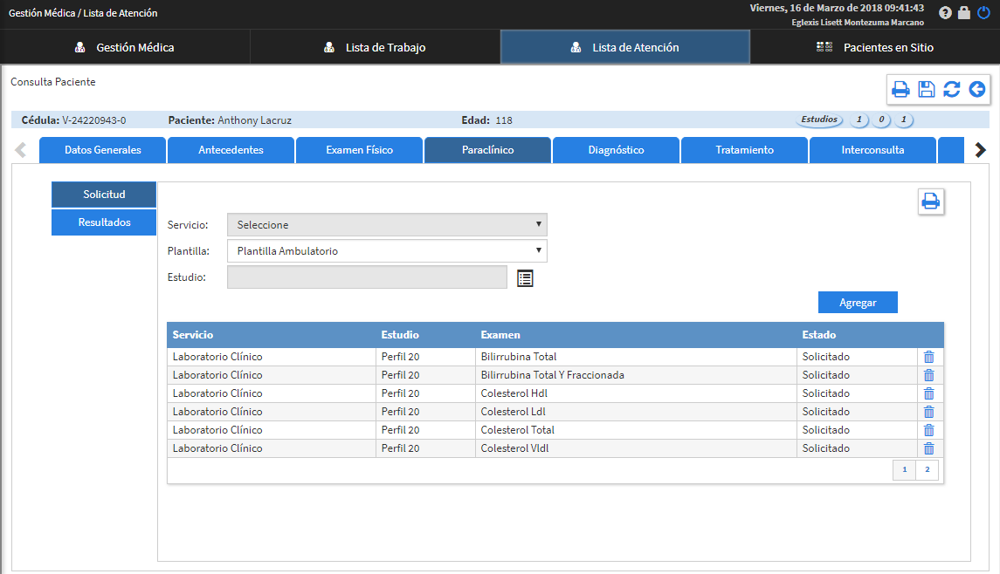 Gestión Médica / Lista de Atención
Viernes, 16 de Marzo de 2018 09:41:43
Eglexis Lisett Montezuma Marcano
Gestión Médica
Lista de Trabajo
Lista de Atención
Pacientes en Sitio
Consulta Paciente
Cédula: V-24220943-0 Paciente: Anthony Lacruz Edad: 118 Estudios 1 0 1
Datos Generales Antecedentes Examen Físico Paraclínico Diagnóstico Tratamiento Interconsulta
Solicitud
Resultados
Servicio: Seleccione
Plantilla: Plantilla Ambulatorio
Estudio:
Agregar
Servicio Estudio Examen Estado
Laboratorio Clínico Perfil 20 Bilirrubina Total Solicitado
Laboratorio Clínico Perfil 20 Bilirrubina Total Y Fraccionada Solicitado
Laboratorio Clínico Perfil 20 Colesterol Hdl Solicitado
Laboratorio Clínico Perfil 20 Colesterol Ldl Solicitado
Laboratorio Clínico Perfil 20 Colesterol Total Solicitado
Laboratorio Clínico Perfil 20 Colesterol Vldl Solicitado
1 2